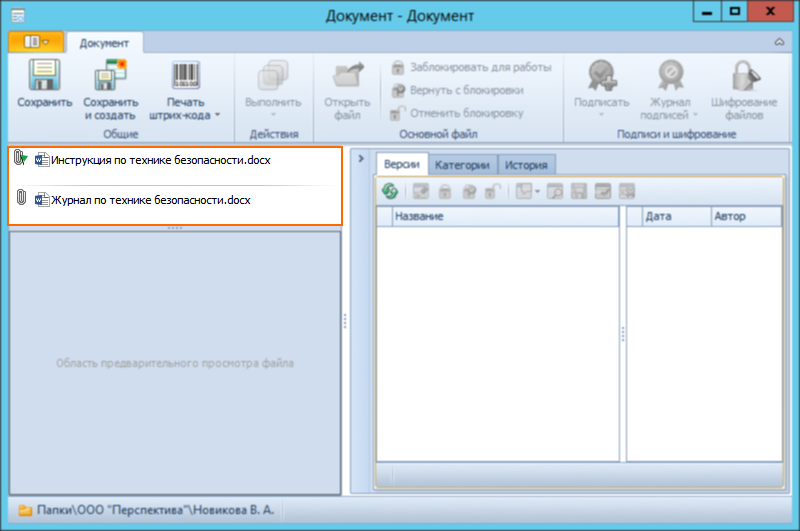 Документ - Документ
Документ
Сохранить
Сохранить и создать
Печать штрих-кода
Общие
Выполнить
Действия
Открыть файл
Заблокировать для работы
Вернуть с блокировки
Отменить блокировку
Основной файл
Подписать
Журнал подписей
Шифрование файлов
Подписи и шифрование
Инструкция по технике безопасности.docx
Журнал по технике безопасности.docx
Область предварительного просмотра файла
Версии
Категории
История
Название
Дата
Автор
Папки\ООО "Перспектива"\Новикова В. А.